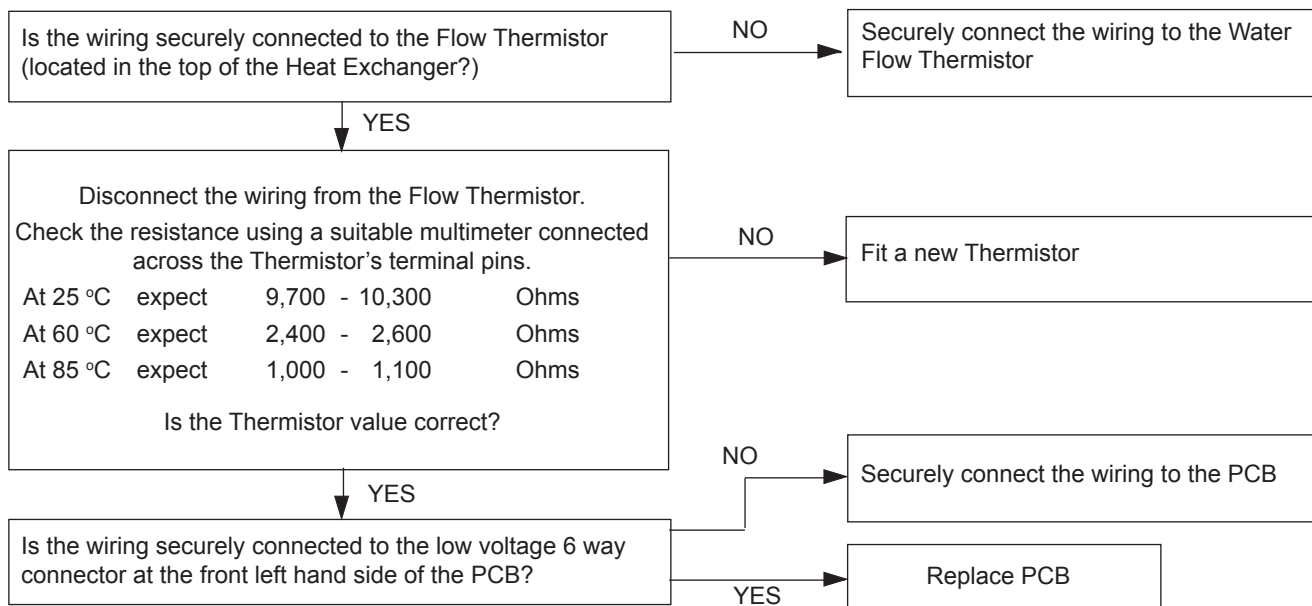 Is the wiring securely connected to the Flow Thermistor
(located in the top of the Heat Exchanger?)
NO
Securely connect the wiring to the Water
Flow Thermistor
YES
Disconnect the wiring from the Flow Thermistor.
Check the resistance using a suitable multimeter connected
across the Thermistor's terminal pins.
At 25 °C expect 9,700 - 10,300 Ohms
At 60 °C expect 2,400 - 2,600 Ohms
At 85 °C expect 1,000 - 1,100 Ohms
Is the Thermistor value correct?
NO
Fit a new Thermistor
YES
Is the wiring securely connected to the low voltage 6 way
connector at the front left hand side of the PCB?
NO
Securely connect the wiring to the PCB
YES
Replace PCB